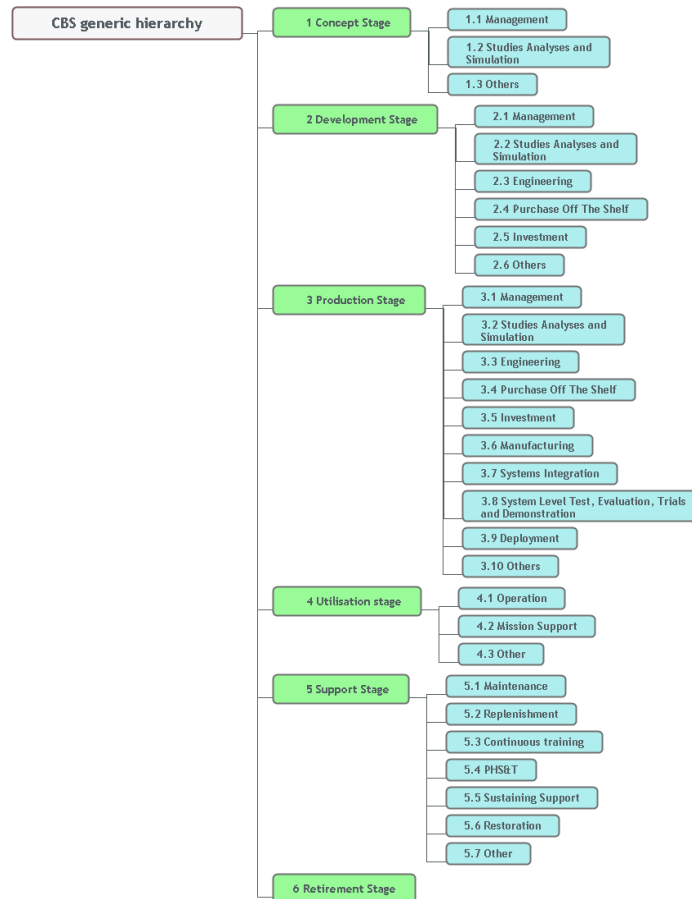 CBS generic hierarchy
1 Concept Stage
1.1 Management
1.2 Studies Analyses and
Simulation
1.3 Others
2 Development Stage
2.1 Management
2.2 Studies Analyses and
Simulation
2.3 Engineering
2.4 Purchase Off The Shelf
2.5 Investment
2.6 Others
3 Production Stage
3.1 Management
3.2 Studies Analyses and
Simulation
3.3 Engineering
3.4 Purchase Off The Shelf
3.5 Investment
3.6 Manufacturing
3.7 Systems Integration
3.8 System Level Test, Evaluation, Trials
and Demonstration
3.9 Deployment
3.10 Others
4 Utilisation stage
4.1 Operation
4.2 Mission Support
4.3 Other
5 Support Stage
5.1 Maintenance
5.2 Replenishment
5.3 Continuous training
5.4 PHS&T
5.5 Sustaining Support
5.6 Restoration
5.7 Other
6 Retirement Stage